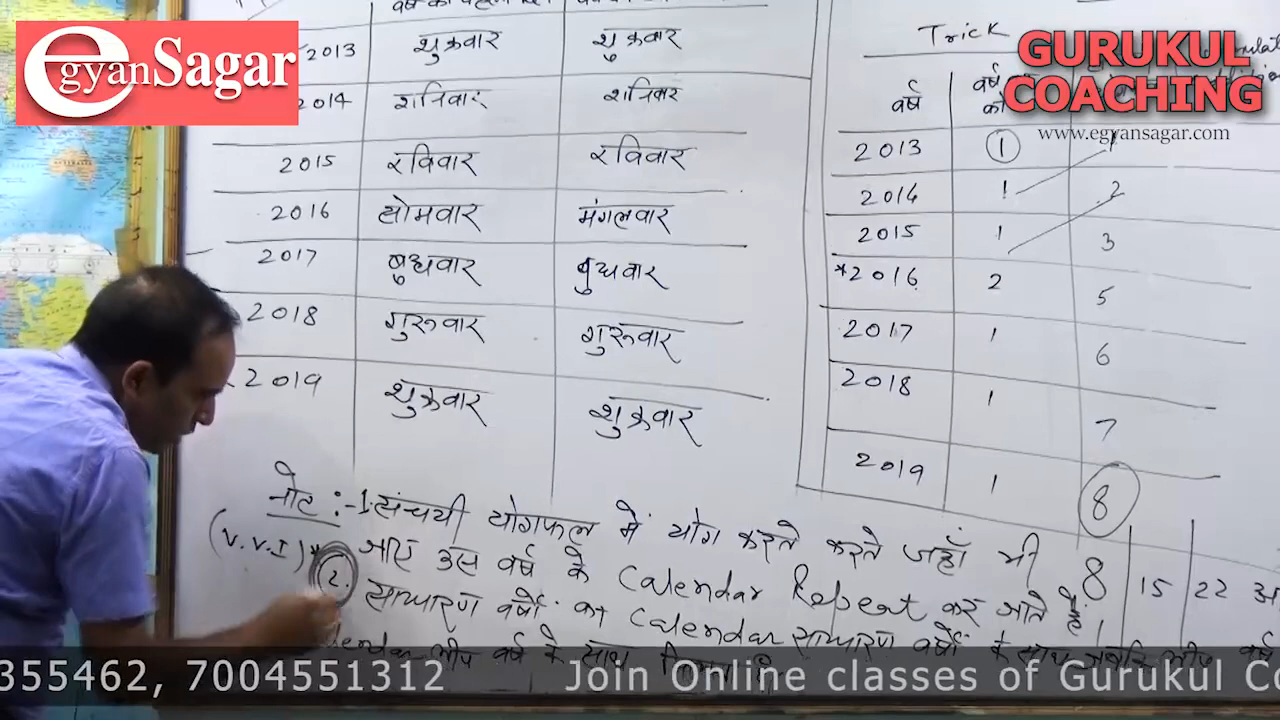 egyanSagar
GURUKUL
COACHING
www.egyansagar.com
2013 शुक्रवार शुक्रवार
2014 शनिवार शनिवार
2015 रविवार रविवार
2016 सोमवार मंगलवार
2017 बुधवार बुधवार
2018 गुरुवार गुरुवार
2019 शुक्रवार शुक्रवार
Trick
वर्ष वर्ष
2013 1 1
2014 1 2
2015 1 3
*2016 2 5
2017 1 6
2018 1 7
2019 1 8
नोट :- 1. संचयी योगफल में योग करते करते जहाँ भी 8 15 22
(V.V.I) * जाए उस वर्ष के Calendar Repeat कर जाते है।
2. साधारण वर्षों का Calendar साधारण वर्षों के साथ जबकि लीप वर्ष
लीप वर्ष के साथ
355462, 7004551312 Join Online classes of Gurukul Co